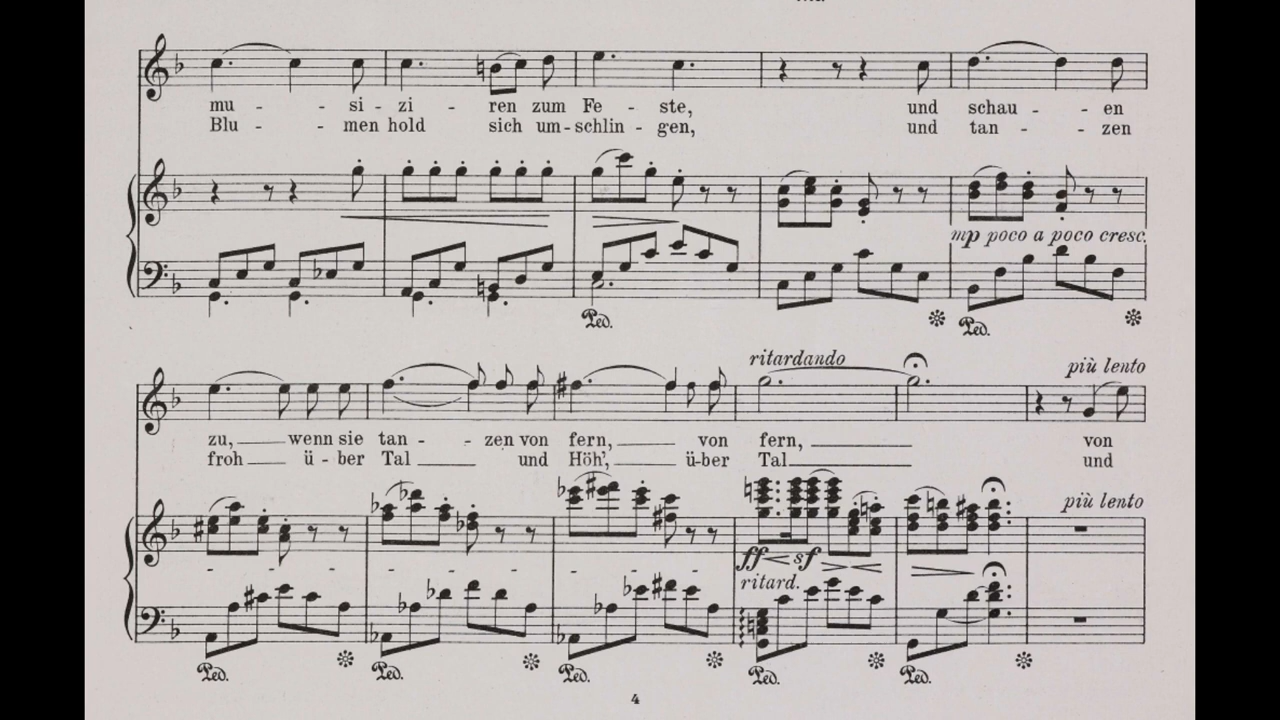 mu - - si - zi - ren zum Fe - ste, und schau - - en
Blu - - men hold sich um - schlin - gen, und tan - - zen
mp poco a poco cresc.
Ped. Ped.
ritardando più lento
zu, wenn sie tan - - zen von fern, von fern, von
froh ü - ber Tal und Höh', ü-ber Tal und
più lento
ff sf
ritard.
Ped. Ped. Ped. Ped. Ped.
4